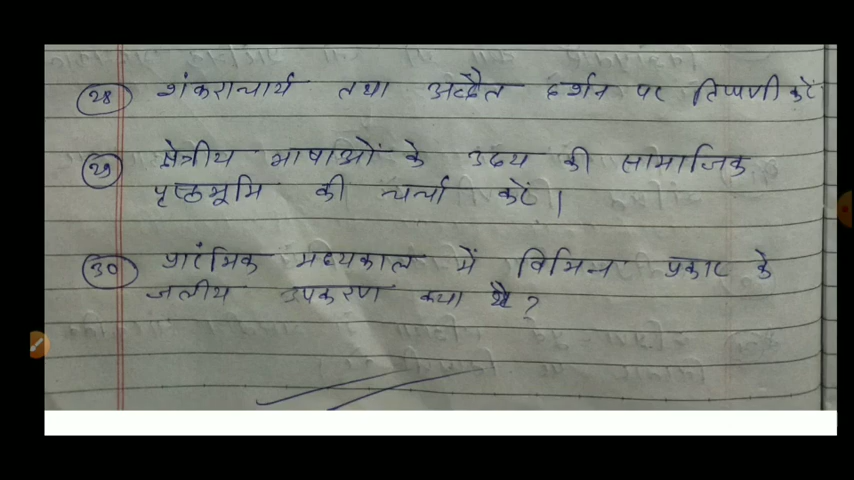 28 शंकराचार्य तथा अद्वैत दर्शन पर टिप्पणी करें
29 क्षेत्रीय भाषाओं के उदय की सामाजिक
पृष्ठभूमि की चर्चा करें।
30 प्रारंभिक मध्यकाल में विभिन्न प्रकार के
जलीय उपकरण क्या थे?